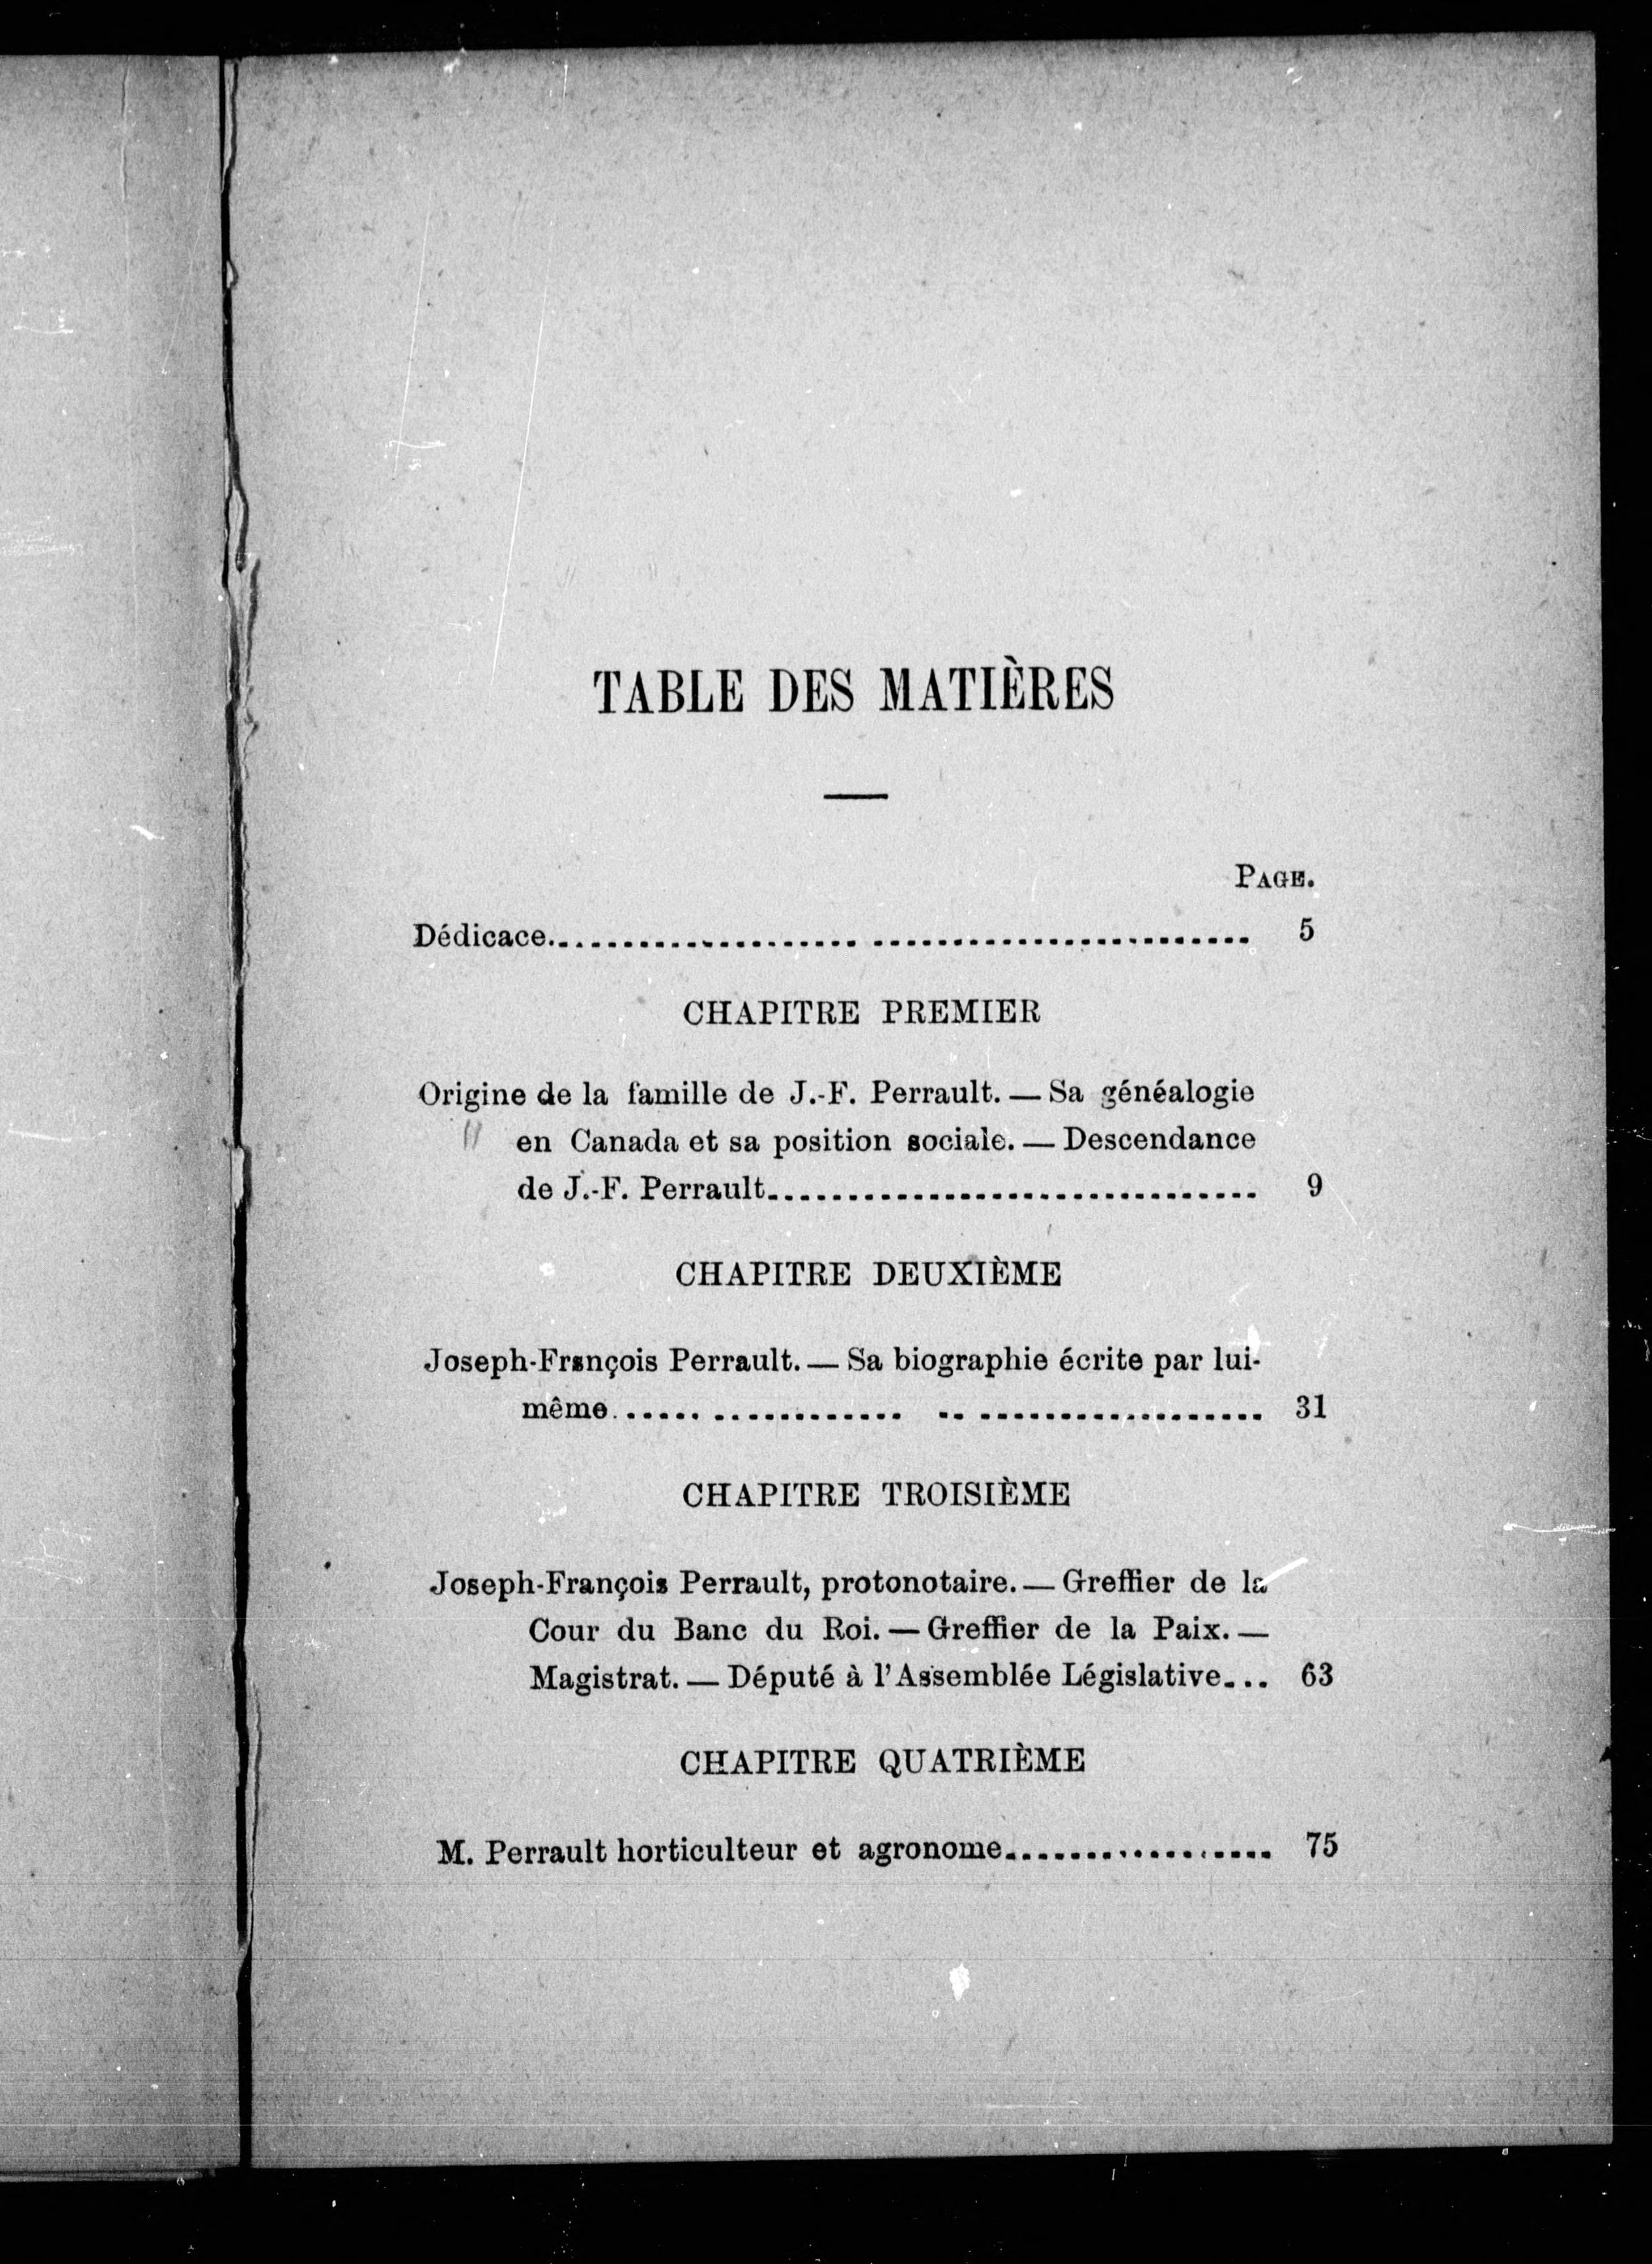 TABLE DES MATIÈRES
PAGE.
Dédicace........................................ 5
CHAPITRE PREMIER
Origine de la famille de J.-F. Perrault. — Sa généalogie
en Canada et sa position sociale. — Descendance
de J.-F. Perrault............................... 9
CHAPITRE DEUXIÈME
Joseph-François Perrault. — Sa biographie écrite par lui-
même...... ............ .. .................. 31
CHAPITRE TROISIÈME
Joseph-François Perrault, protonotaire. — Greffier de la
Cour du Banc du Roi. — Greffier de la Paix. —
Magistrat. — Député à l'Assemblée Législative... 63
CHAPITRE QUATRIÈME
M. Perrault horticulteur et agronome................. 75